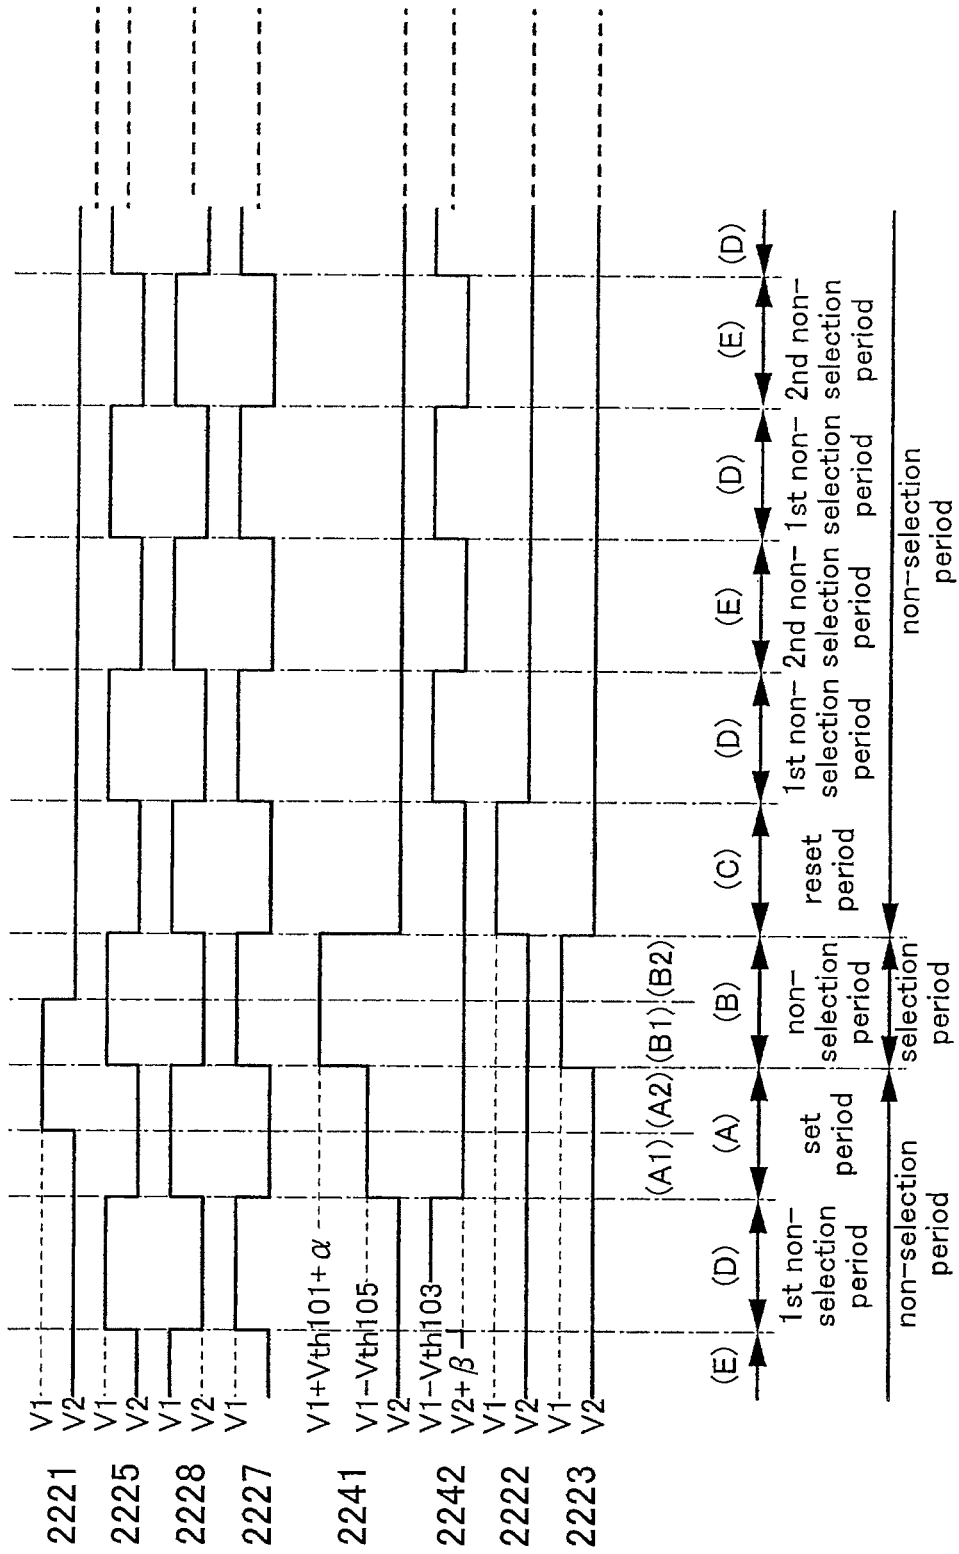 2221 V1 V2
2225 V1 V2
2228 V1 V2
2227 V1
2241 V1+Vth101+α
V1−Vth105
V2
2242 V1−Vth103
V2+β
2222 V1 V2
2223 V1 V2
(A1) (A2) (B1) (B2)
(E) (D) (A) (B) (C) (D) (E) (D) (E) (D)
1st non-
selection
period
set
period
non-
selection
period
reset
period
1st non-
selection
period
2nd non-
selection
period
1st non-
selection
period
2nd non-
selection
period
non-selection
period
selection
period
non-selection
period